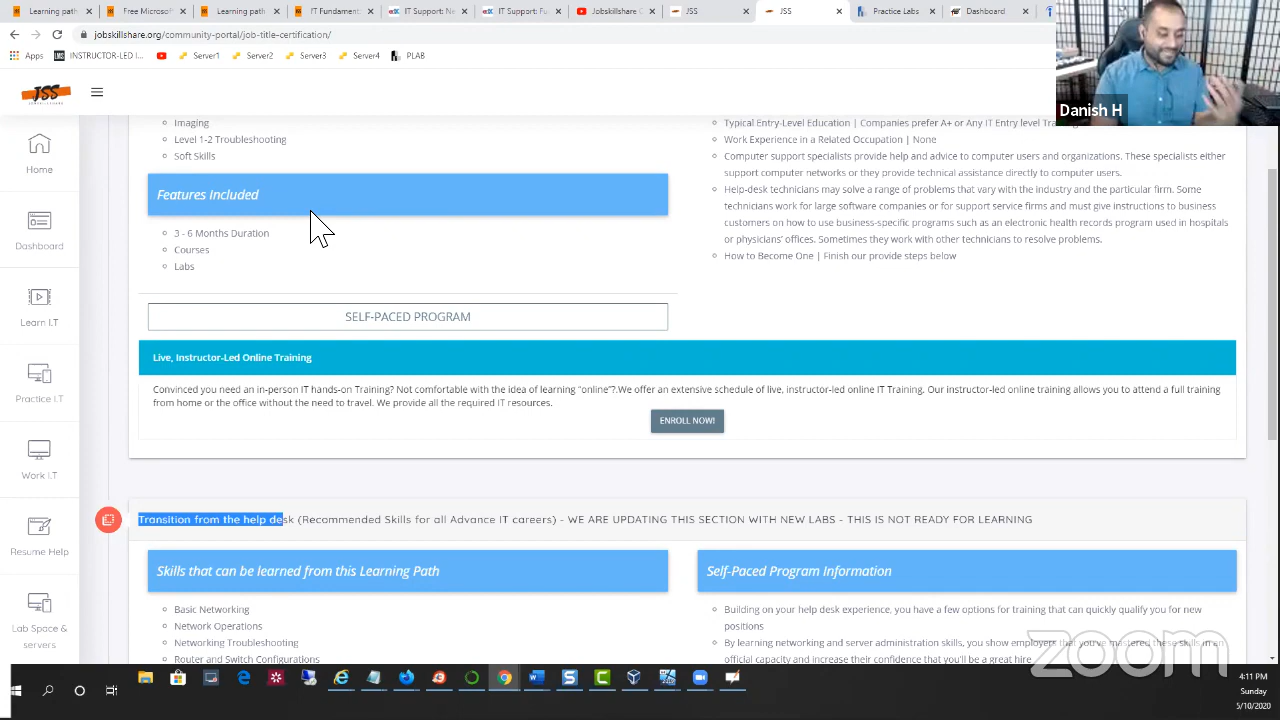 Learning path
Free Microsof
Learning path
IT Fundament
IT Support: Ne
IT Support: Fu
Jobskillshare C
JSS
JSS
Practice Labs
Dashboard
jobskillshare.org/community-portal/job-title-certification/
Apps
INSTRUCTOR-LED I...
Server1
Server2
Server3
Server4
PLAB
JSS
Danish H
Imaging
Level 1-2 Troubleshooting
Soft Skills
Features Included
3 - 6 Months Duration
Courses
Labs
SELF-PACED PROGRAM
Typical Entry-Level Education | Companies prefer A+ or Any IT Entry level
Work Experience in a Related Occupation | None
Computer support specialists provide help and advice to computer users and organizations. These specialists either
support computer networks or they provide technical assistance directly to computer users.
Help-desk technicians may solve a range of problems that vary with the industry and the particular firm. Some
technicians work for large software companies or for support service firms and must give instructions to business
customers on how to use business-specific programs such as an electronic health records program used in hospitals
or physicians' offices. Sometimes they work with other technicians to resolve problems.
How to Become One | Finish our provide steps below
Live, Instructor-Led Online Training
Convinced you need an in-person IT hands-on Training? Not comfortable with the idea of learning "online"?.We offer an extensive schedule of live, instructor-led online IT Training, Our instructor-led online training allows you to attend a full training
from home or the office without the need to travel. We provide all the required IT resources.
ENROLL NOW!
Transition from the help desk (Recommended Skills for all Advance IT careers) - WE ARE UPDATING THIS SECTION WITH NEW LABS - THIS IS NOT READY FOR LEARNING
Skills that can be learned from this Learning Path
Basic Networking
Network Operations
Networking Troubleshooting
Router and Switch Configurations
Self-Paced Program Information
Building on your help desk experience, you have a few options for training that can quickly qualify you for new
positions
By learning networking and server administration skills, you show employers that you've mastered these skills in an
official capacity and increase their confidence that you'll be a great hire
Home
Dashboard
Learn I.T
Practice I.T
Work I.T
Resume Help
Lab Space &
servers
zoom
4:11 PM
Sunday
5/10/2020